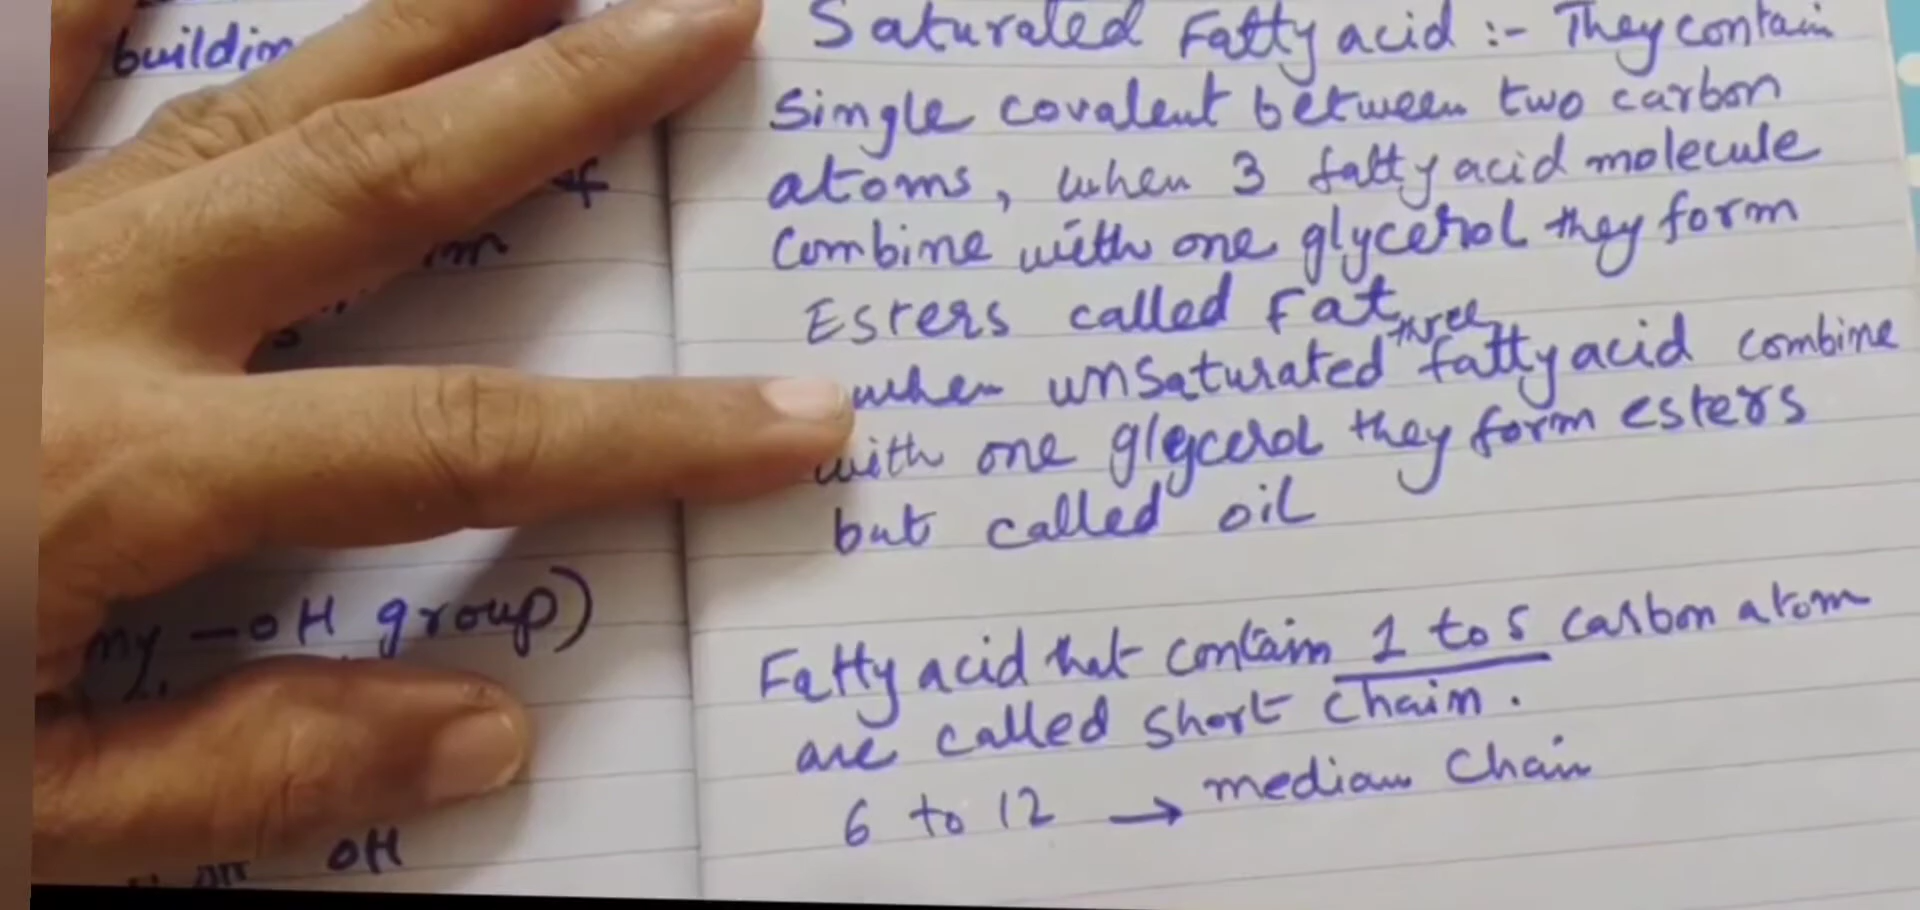 building
my -OH group)
OH
Saturated Fatty acid :- They contain
Single covalent between two carbon
atoms, when 3 fatty acid molecule
Combine with one glycerol they form
Esters called Fat
when unsaturated three fatty acid combine
with one glycerol they form esters
but called oil
Fatty acid that contain 1 to 5 carbon atom
are called short chain.
6 to 12 → median chain